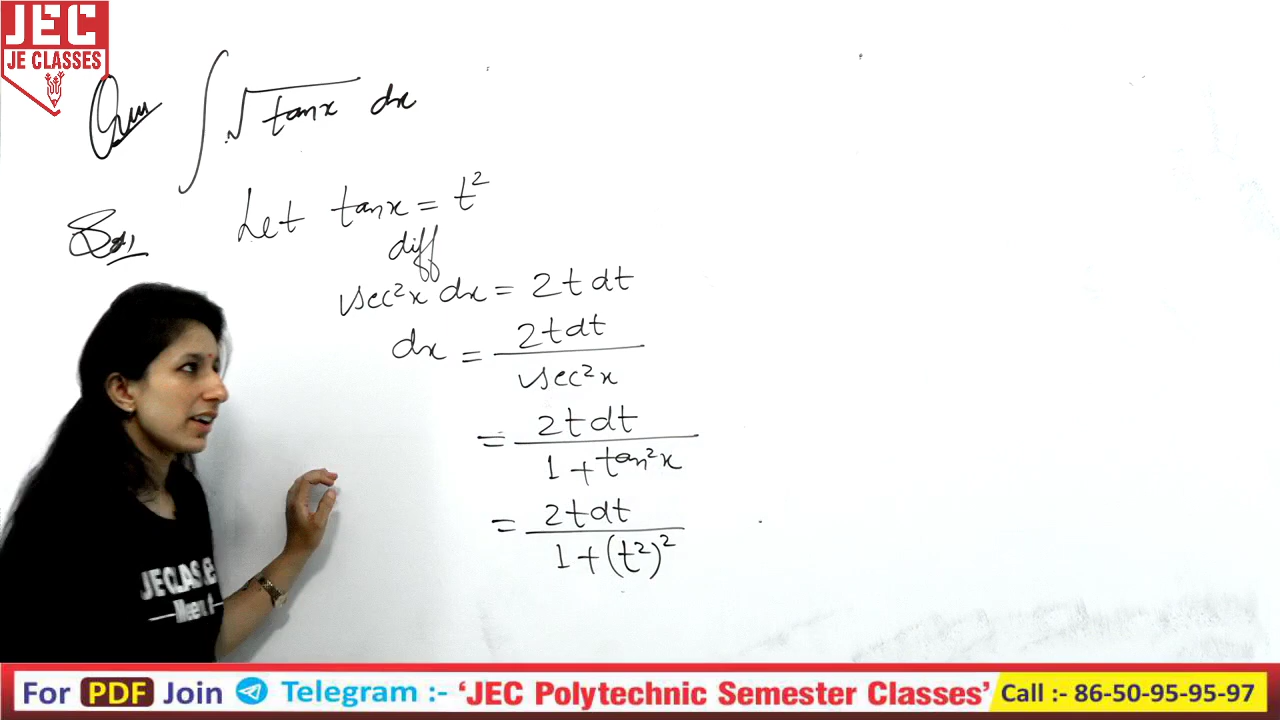 JEC
JE CLASSES
Que ∫ √tanx dx
Sol. Let tanx = t²
diff
sec²x dx = 2t dt
dx = 2t dt / sec²x
= 2t dt / 1 + tan²x
= 2t dt / 1 + (t²)²
JECLASSES
For PDF Join Telegram :- ‘JEC Polytechnic Semester Classes’ Call :- 86-50-95-95-97